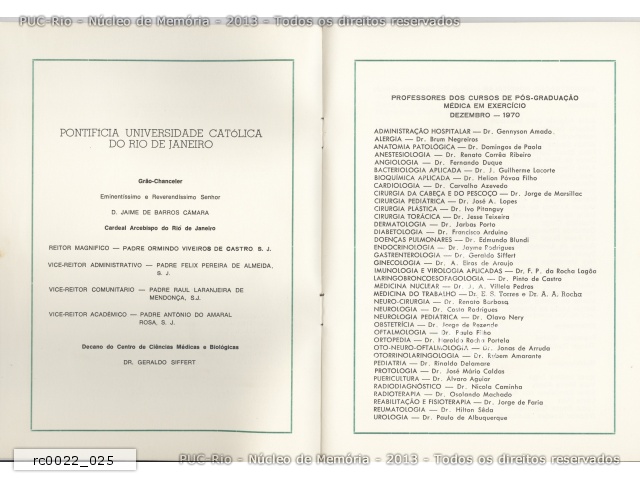 PUC-Rio - Núcleo de Memória - 2013 - Todos os direitos reservados
PONTIFÍCIA UNIVERSIDADE CATÓLICA
DO RIO DE JANEIRO
Grão-Chanceler
Eminentíssimo e Reverendíssimo Senhor
D. JAIME DE BARROS CAMARA
Cardeal Arcebispo do Rio de Janeiro
REITOR MAGNIFICO — PADRE ORMINDO VIVEIROS DE CASTRO S. J.
VICE-REITOR ADMINISTRATIVO — PADRE FELIX PEREIRA DE ALMEIDA,
S. J.
VICE-REITOR COMUNITÁRIO — PADRE RAUL LARANJEIRA DE
MENDONÇA, S.J.
VICE-REITOR ACADÊMICO — PADRE ANTONIO DO AMARAL
ROSA, S. J.
Decano do Centro de Ciências Médicas e Biológicas
DR. GERALDO SIFFERT
PROFESSORES DOS CURSOS DE PÓS-GRADUAÇÃO
MÉDICA EM EXERCÍCIO
DEZEMBRO — 1970
ADMINISTRAÇÃO HOSPITALAR — Dr. Gennyson Amado
ALERGIA — Dr. Brum Negreiros
ANATOMIA PATOLÓGICA — Dr. Domingos de Paola
ANESTESIOLOGIA — Dr. Renato Corrêa Ribeiro
ANGIOLOGIA — Dr. Fernando Duque
BACTERIOLOGIA APLICADA — Dr. J. Guilherme Lacorte
BIOQUÍMICA APLICADA — Dr. Helion Póvoa Filho
CARDIOLOGIA — Dr. Carvalho Azevedo
CIRURGIA DA CABEÇA E DO PESCOÇO — Dr. Jorge de Marsillac
CIRURGIA PEDIÁTRICA — Dr. José A. Lopes
CIRURGIA PLÁSTICA — Dr. Ivo Pitanguy
CIRURGIA TORÁCICA — Dr. Jesse Teixeira
DERMATOLOGIA — Dr. Jarbas Porto
DIABETOLOGIA — Dr. Francisco Arduino
DOENÇAS PULMONARES — Dr. Edmundo Blundi
ENDOCRINOLOGIA — Dr. Jayme Rodrigues
GASTRENTEROLOGIA — Dr. Geraldo Siffert
GINECOLOGIA — Dr. A. Eiras de Araujo
IMUNOLOGIA E VIROLOGIA APLICADAS — Dr. F. P. da Rocha Lagôa
LARINGOBRONCOESOFAGOLOGIA — Dr. Pinto de Castro
MEDICINA NUCLEAR — Dr. J. A. Villela Pedras
MEDICINA DO TRABALHO — Dr. E. S. Torres e Dr. A. A. Rocha
NEURO-CIRURGIA — Dr. Renato Barbosa
NEUROLOGIA — Dr. Costa Rodrigues
NEUROLOGIA PEDIÁTRICA — Dr. Olavo Nery
OBSTETRÍCIA — Dr. Jorge de Rezende
OFTALMOLOGIA — Dr. Paulo Filho
ORTOPEDIA — Dr. Haroldo Rocha Portela
OTO-NEURO-OFTALMOLOGIA — Dr. Jonas de Arruda
OTORRINOLARINGOLOGIA — Dr. Rubem Amarante
PEDIATRIA — Dr. Rinaldo Delamare
PROTOLOGIA — Dr. José Mário Caldas
PUERICULTURA — Dr. Alvaro Aguiar
RADIODIAGNÓSTICO — Dr. Nicola Caminha
RADIOTERAPIA — Dr. Osolando Machado
REABILITAÇÃO E FISIOTERAPIA — Dr. Jorge de Faria
REUMATOLOGIA — Dr. Hilton Sêda
UROLOGIA — Dr. Paulo de Albuquerque
rc0022_025
PUC-Rio - Núcleo de Memória - 2013 - Todos os direitos reservados